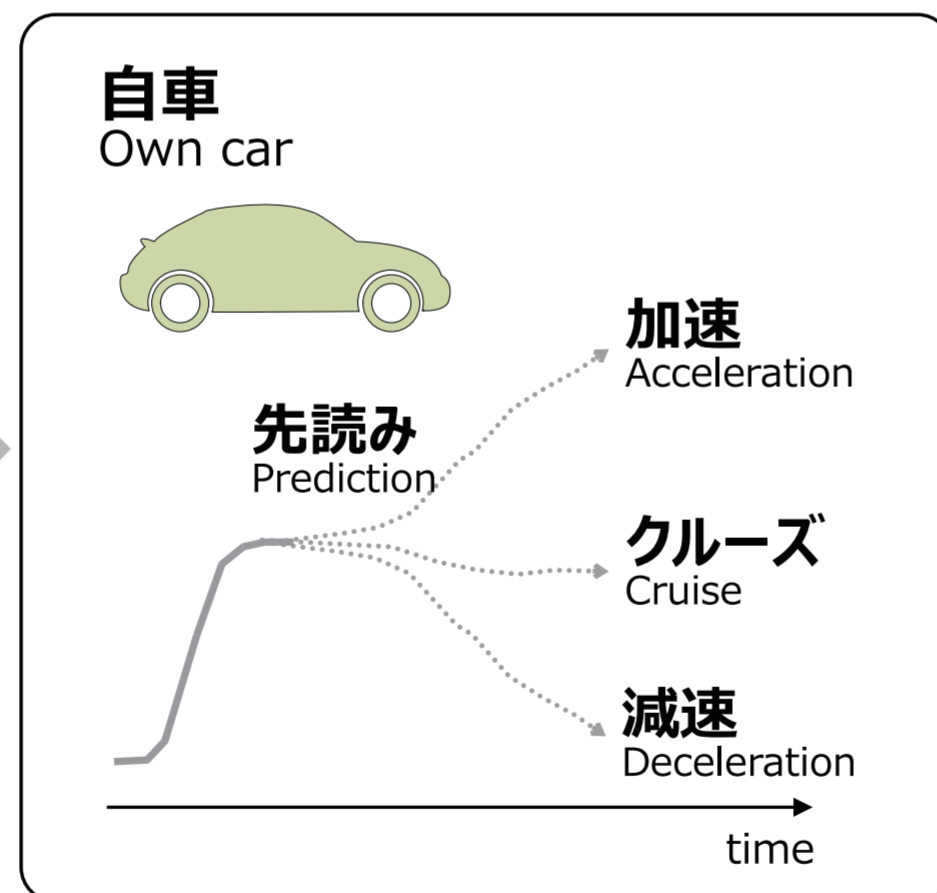 自車
Own car
加速
Acceleration
先読み
Prediction
クルーズ
Cruise
減速
Deceleration
time